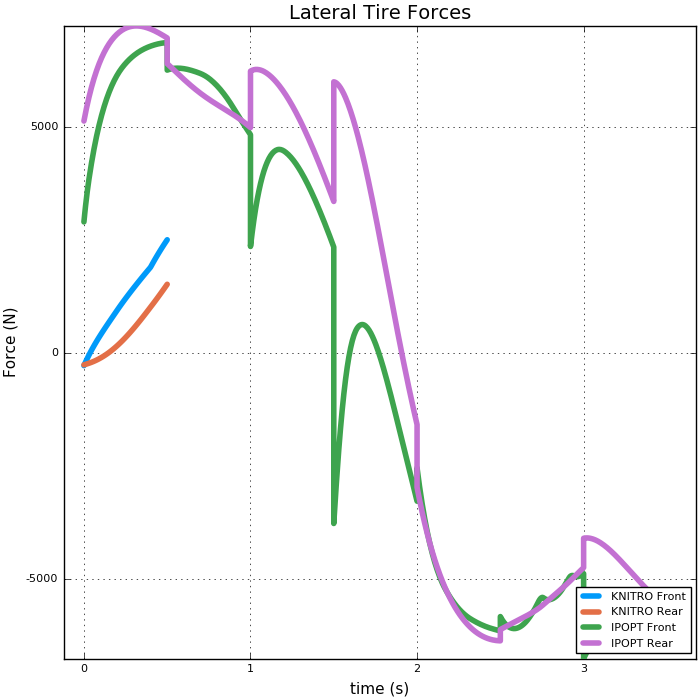 Lateral Tire Forces
Force (N)
5000
0
-5000
0
1
2
3
time (s)
KNITRO Front
KNITRO Rear
IPOPT Front
IPOPT Rear